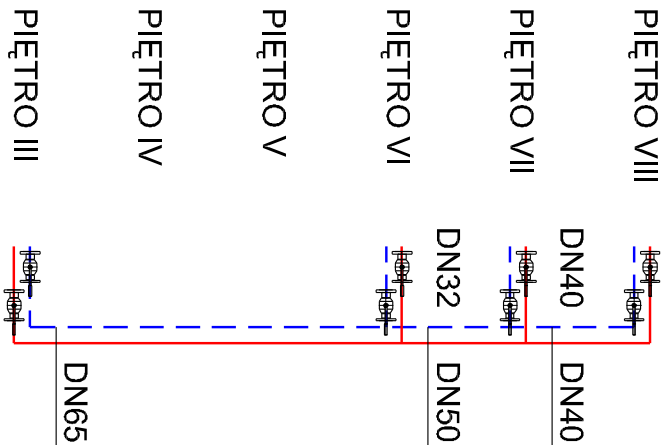 PIĘTRO VIII
DN40 DN40
PIĘTRO VII
DN32 DN50
PIĘTRO VI
PIĘTRO V
PIĘTRO IV
DN65
PIĘTRO III